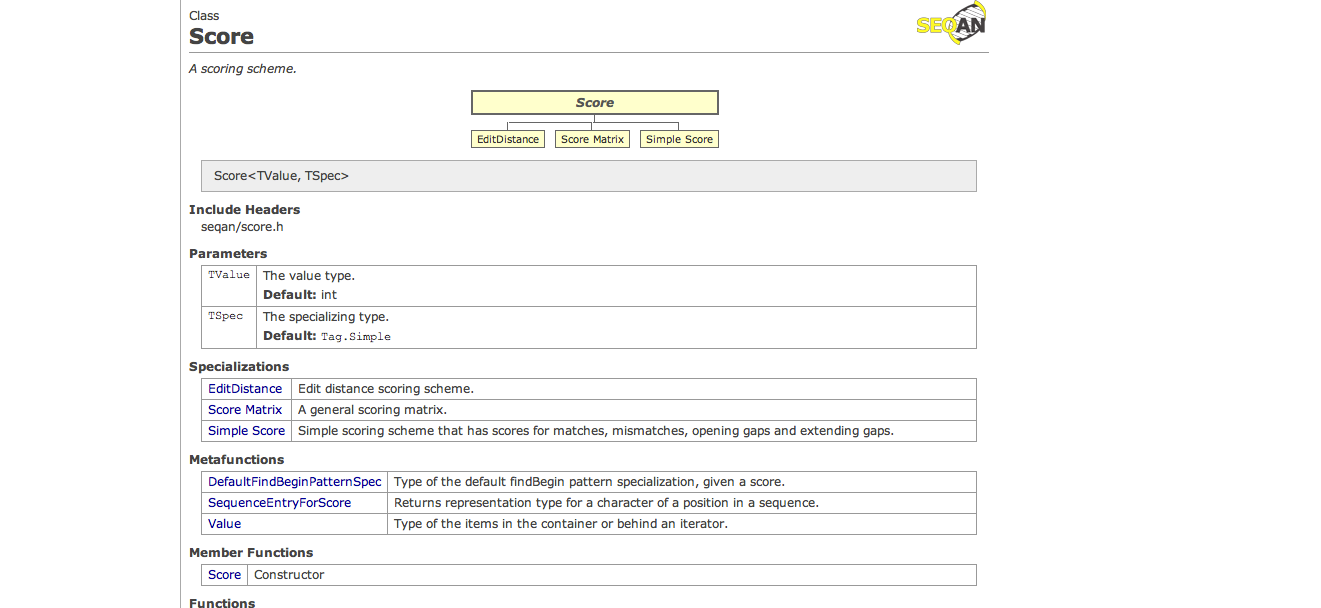 Class
Score
SEQAN
A scoring scheme.
Score
EditDistance Score Matrix Simple Score
Score<TValue, TSpec>
Include Headers
seqan/score.h
Parameters
TValue The value type.
Default: int
TSpec The specializing type.
Default: Tag.Simple
Specializations
EditDistance Edit distance scoring scheme.
Score Matrix A general scoring matrix.
Simple Score Simple scoring scheme that has scores for matches, mismatches, opening gaps and extending gaps.
Metafunctions
DefaultFindBeginPatternSpec Type of the default findBegin pattern specialization, given a score.
SequenceEntryForScore Returns representation type for a character of a position in a sequence.
Value Type of the items in the container or behind an iterator.
Member Functions
Score Constructor
Functions